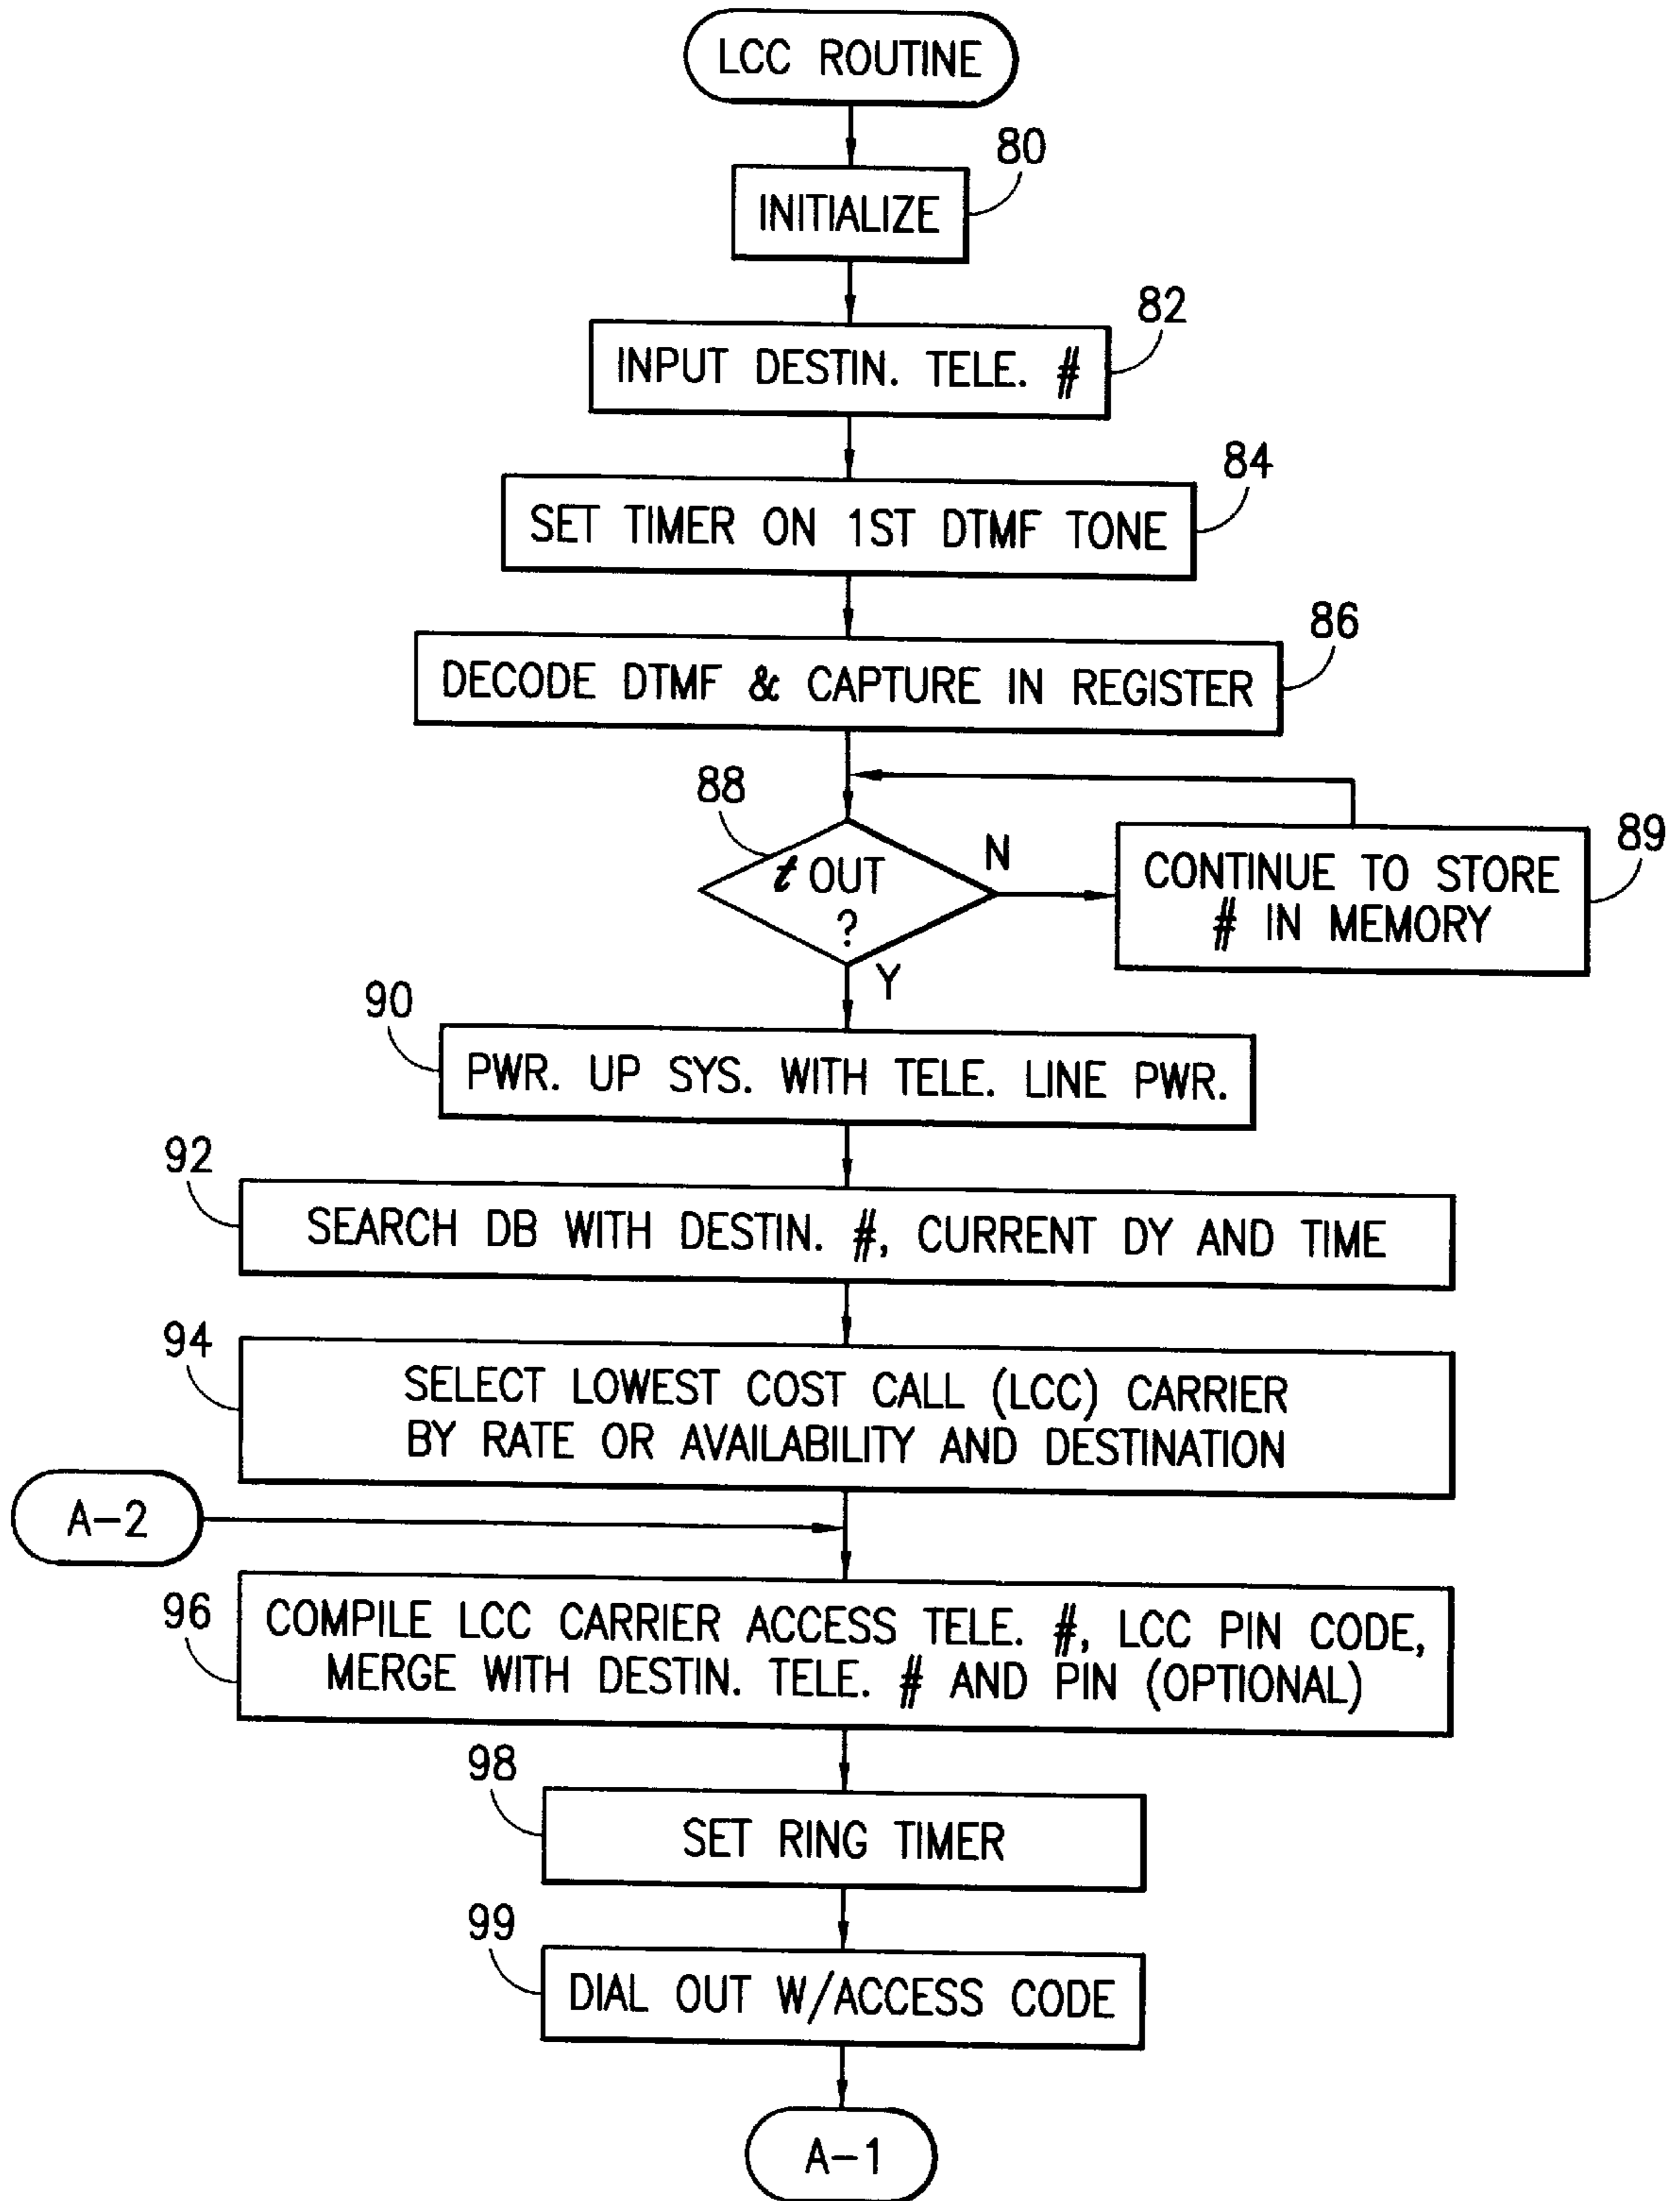 LCC ROUTINE
80
INITIALIZE
82
INPUT DESTIN. TELE. #
84
SET TIMER ON 1ST DTMF TONE
86
DECODE DTMF & CAPTURE IN REGISTER
88
t OUT
?
N
89
CONTINUE TO STORE
# IN MEMORY
Y
90
PWR. UP SYS. WITH TELE. LINE PWR.
92
SEARCH DB WITH DESTIN. #, CURRENT DY AND TIME
94
SELECT LOWEST COST CALL (LCC) CARRIER
BY RATE OR AVAILABILITY AND DESTINATION
A-2
96
COMPILE LCC CARRIER ACCESS TELE. #, LCC PIN CODE,
MERGE WITH DESTIN. TELE. # AND PIN (OPTIONAL)
98
SET RING TIMER
99
DIAL OUT W/ACCESS CODE
A-1